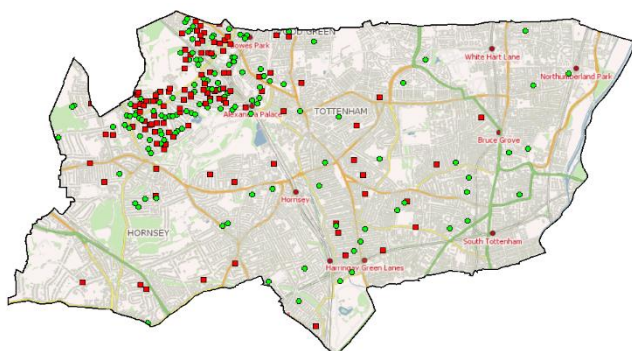 WOOD GREEN
Bowes Park
White Hart Lane
Northumberland Park
Alexandra Palace
TOTTENHAM
Bruce Grove
Hornsey
HORNSEY
South Tottenham
Harringay Green Lanes